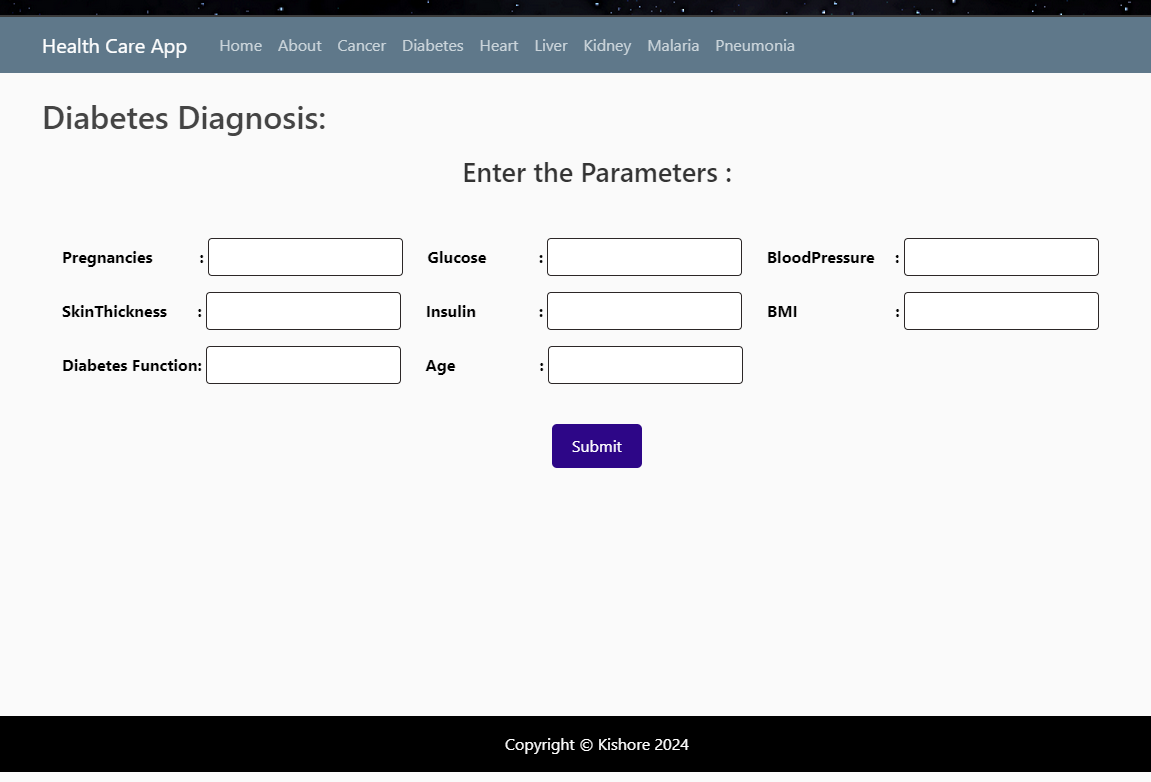 Health Care App Home About Cancer Diabetes Heart Liver Kidney Malaria Pneumonia
Diabetes Diagnosis:
Enter the Parameters :
Pregnancies : Glucose : BloodPressure :
SkinThickness : Insulin : BMI :
Diabetes Function: Age :
Submit
Copyright © Kishore 2024